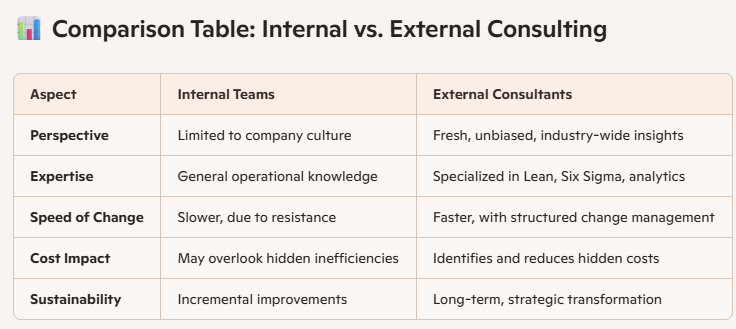 Comparison Table: Internal vs. External Consulting
Aspect Internal Teams External Consultants
Perspective Limited to company culture Fresh, unbiased, industry-wide insights
Expertise General operational knowledge Specialized in Lean, Six Sigma, analytics
Speed of Change Slower, due to resistance Faster, with structured change management
Cost Impact May overlook hidden inefficiencies Identifies and reduces hidden costs
Sustainability Incremental improvements Long-term, strategic transformation